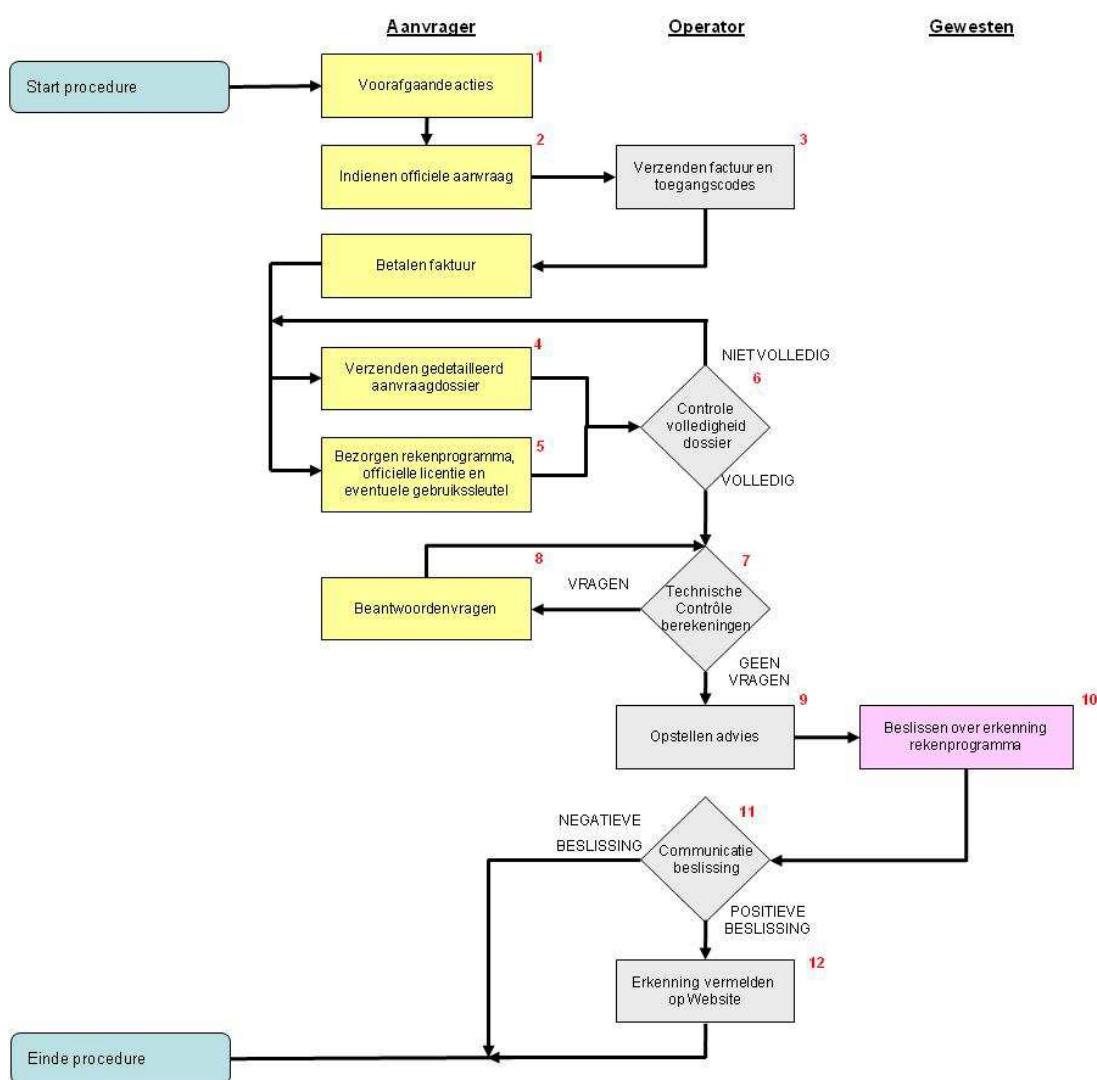 Aanvrager
Operator
Gewesten
Start procedure
1
Voorafgaande acties
2
Indienen officiele aanvraag
3
Verzenden factuur en
toegangscodes
Betalen faktuur
NIET VOLLEDIG
4
Verzenden gedetailleerd
aanvraagdossier
6
Controle
volledigheid
dossier
5
Bezorgen rekenprogramma,
officiële licentie en
eventuele gebruikssleutel
VOLLEDIG
8
Beantwoorden vragen
VRAGEN
7
Technische
Contrôle
berekeningen
GEEN
VRAGEN
9
Opstellen advies
10
Beslissen over erkenning
rekenprogramma
NEGATIEVE
BESLISSING
11
Communicatie
beslissing
POSITIEVE
BESLISSING
12
Erkenning vermelden
op Website
Einde procedure